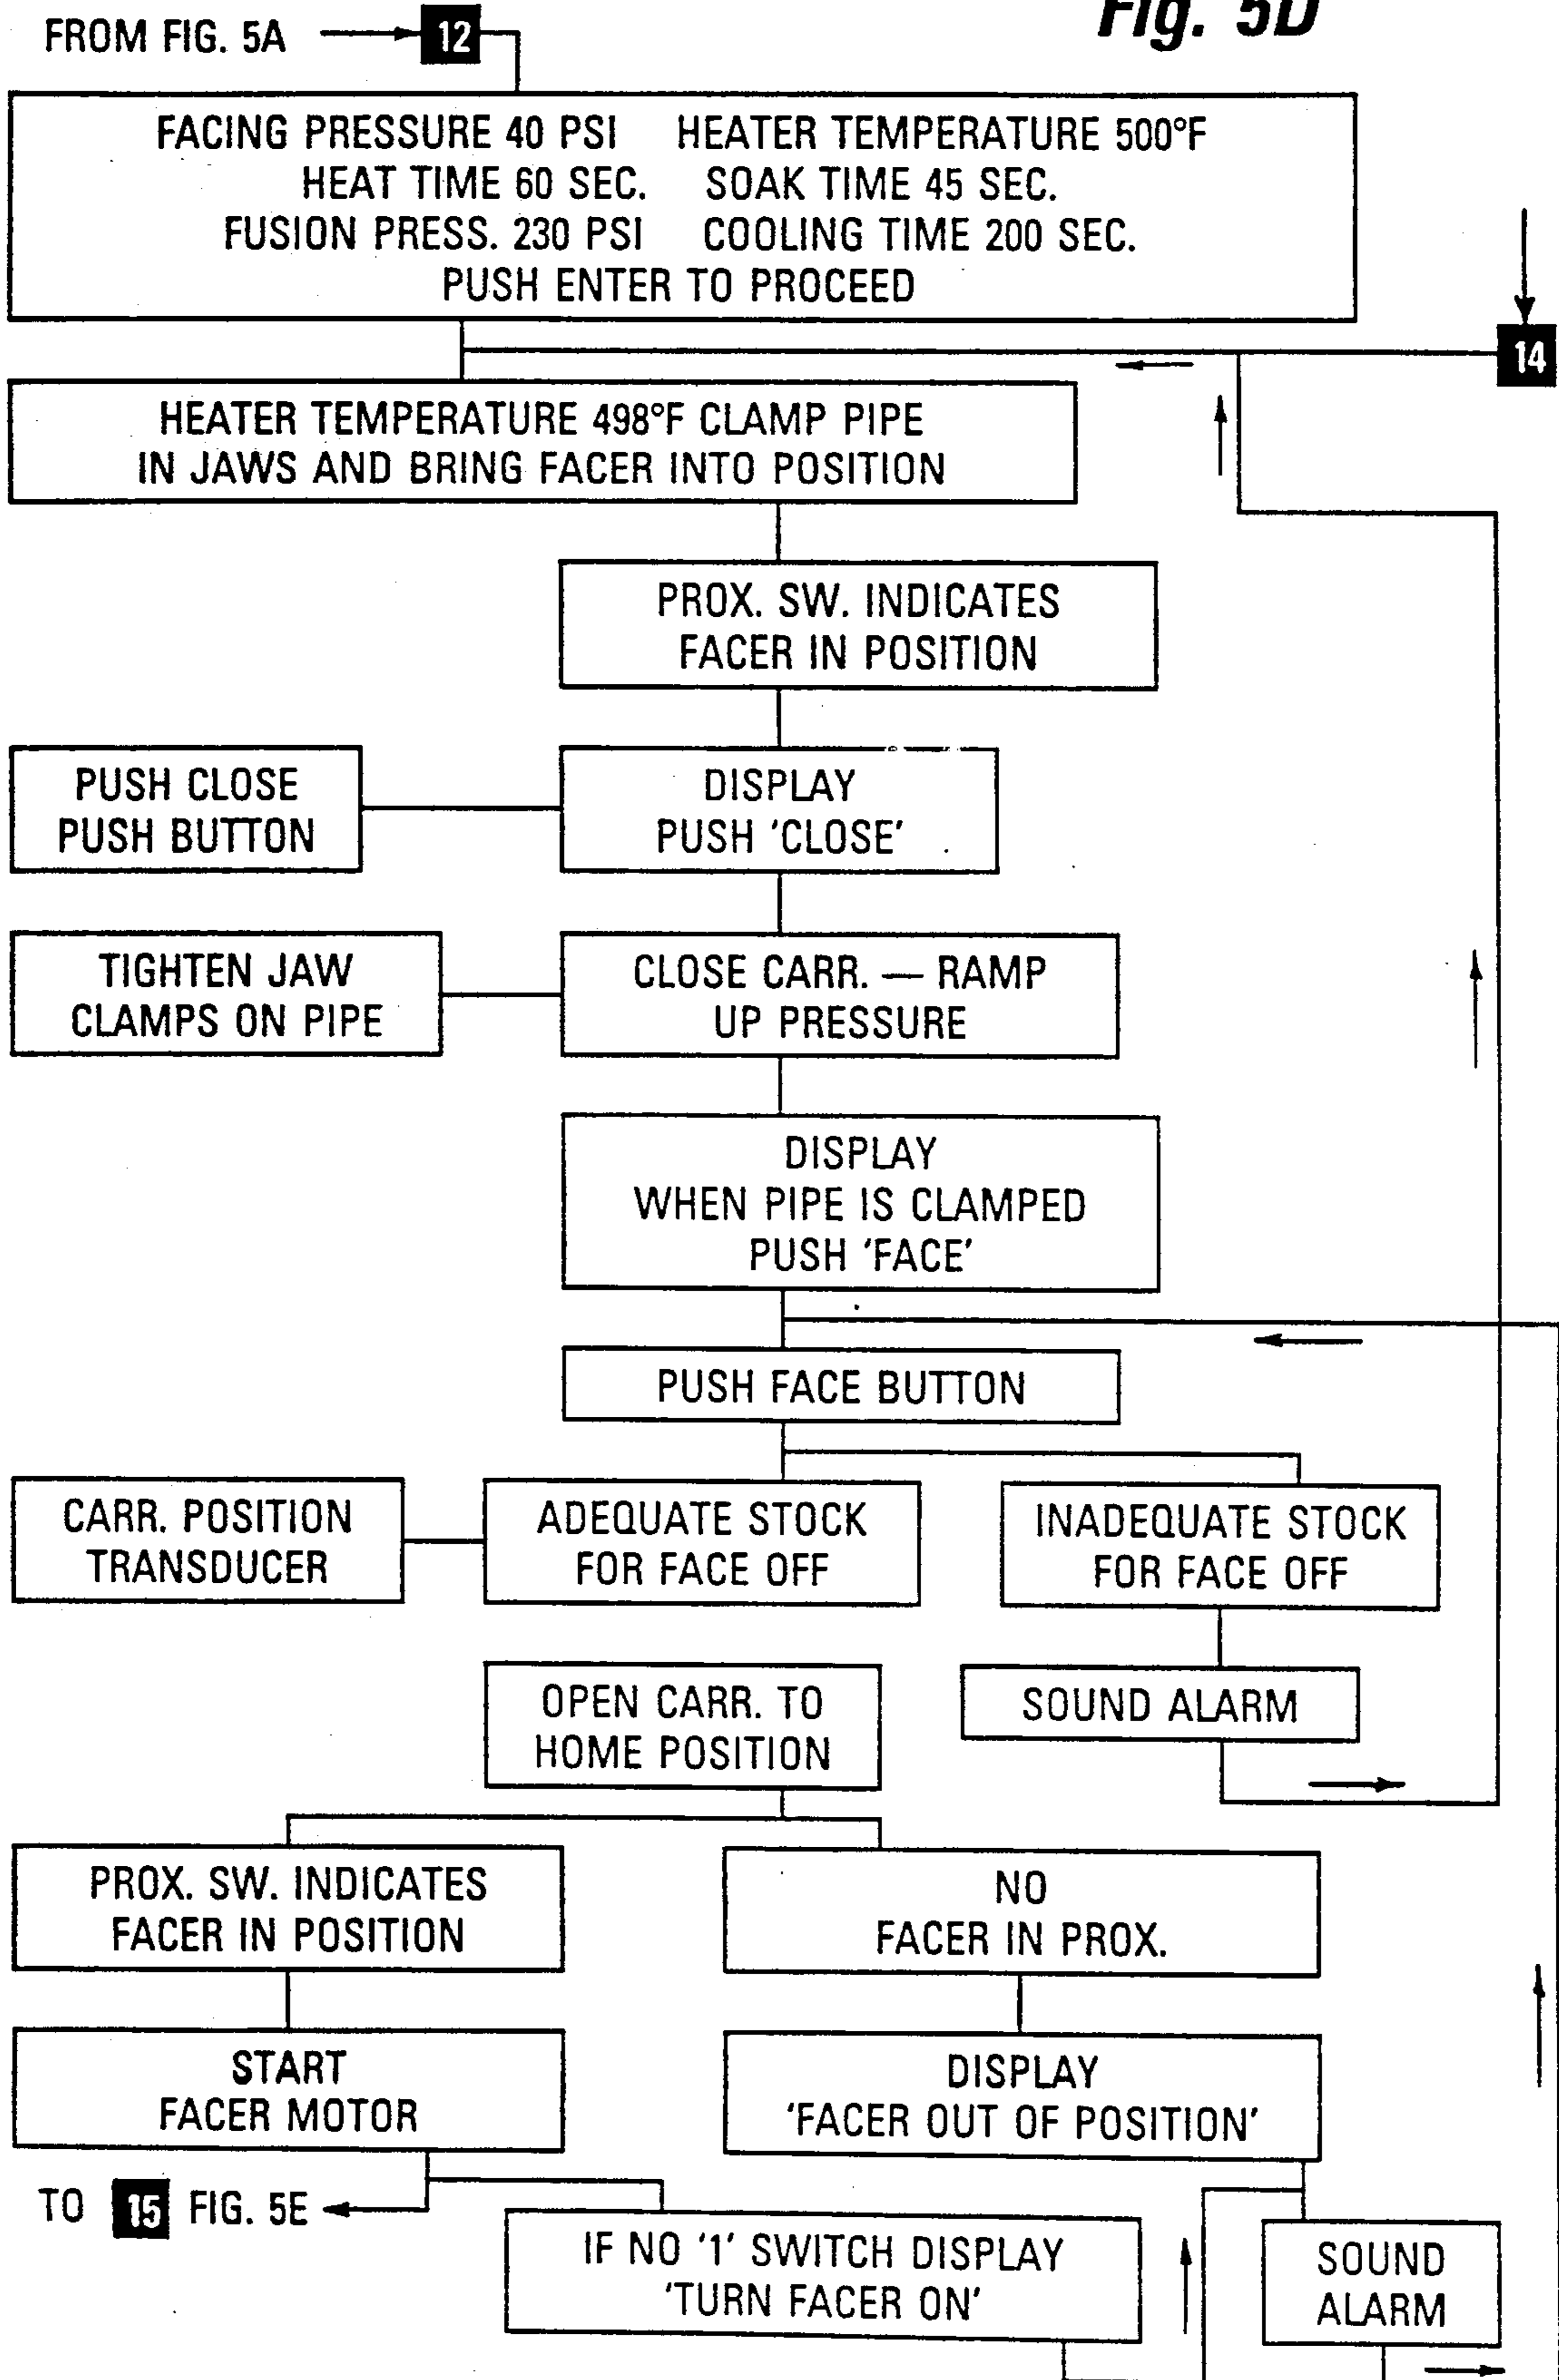 Fig. 5D
FROM FIG. 5A 12
FACING PRESSURE 40 PSI HEATER TEMPERATURE 500°F
HEAT TIME 60 SEC. SOAK TIME 45 SEC.
FUSION PRESS. 230 PSI COOLING TIME 200 SEC.
PUSH ENTER TO PROCEED
14
HEATER TEMPERATURE 498°F CLAMP PIPE
IN JAWS AND BRING FACER INTO POSITION
PROX. SW. INDICATES
FACER IN POSITION
PUSH CLOSE
PUSH BUTTON
DISPLAY
PUSH 'CLOSE'
TIGHTEN JAW
CLAMPS ON PIPE
CLOSE CARR. — RAMP
UP PRESSURE
DISPLAY
WHEN PIPE IS CLAMPED
PUSH 'FACE'
PUSH FACE BUTTON
CARR. POSITION
TRANSDUCER
ADEQUATE STOCK
FOR FACE OFF
INADEQUATE STOCK
FOR FACE OFF
OPEN CARR. TO
HOME POSITION
SOUND ALARM
PROX. SW. INDICATES
FACER IN POSITION
NO
FACER IN PROX.
START
FACER MOTOR
DISPLAY
'FACER OUT OF POSITION'
TO 15 FIG. 5E
IF NO '1' SWITCH DISPLAY
'TURN FACER ON'
SOUND
ALARM